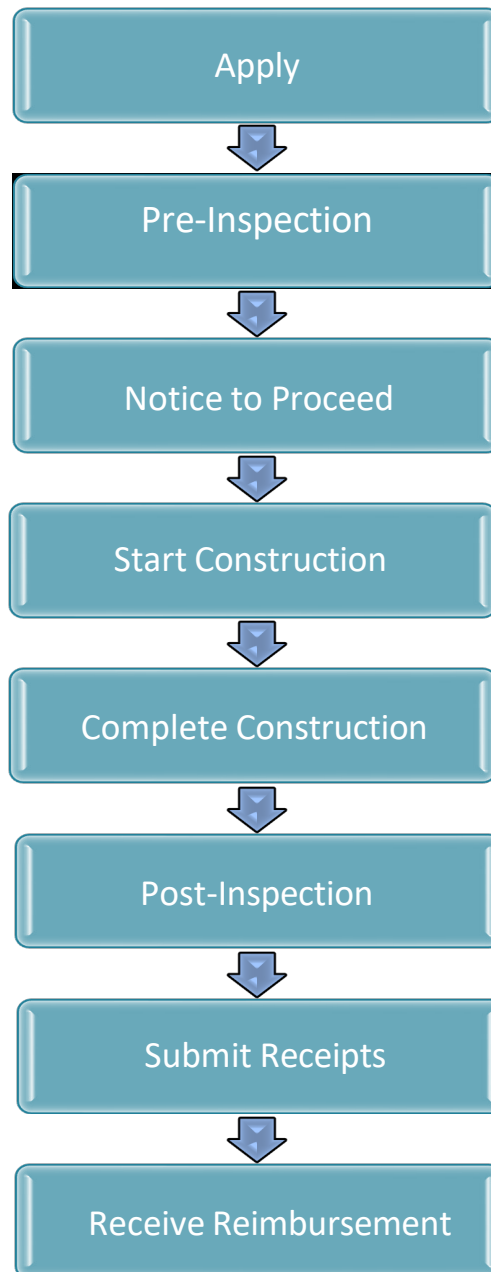 Apply
Pre-Inspection
Notice to Proceed
Start Construction
Complete Construction
Post-Inspection
Submit Receipts
Receive Reimbursement